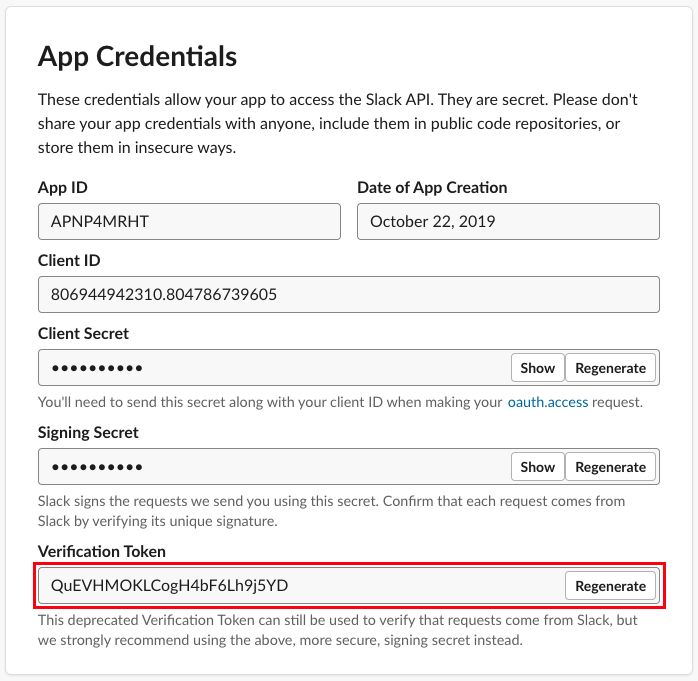 App Credentials
These credentials allow your app to access the Slack API. They are secret. Please don't
share your app credentials with anyone, include them in public code repositories, or
store them in insecure ways.
App ID
Date of App Creation
APNP4MRHT
October 22, 2019
Client ID
806944942310.804786739605
Client Secret
●●●●●●●●●●
Show
Regenerate
You'll need to send this secret along with your client ID when making your oauth.access request.
Signing Secret
●●●●●●●●●●
Show
Regenerate
Slack signs the requests we send you using this secret. Confirm that each request comes from
Slack by verifying its unique signature.
Verification Token
QuEVHMOKLCogH4bF6Lh9j5YD
Regenerate
This deprecated Verification Token can still be used to verify that requests come from Slack, but
we strongly recommend using the above, more secure, signing secret instead.